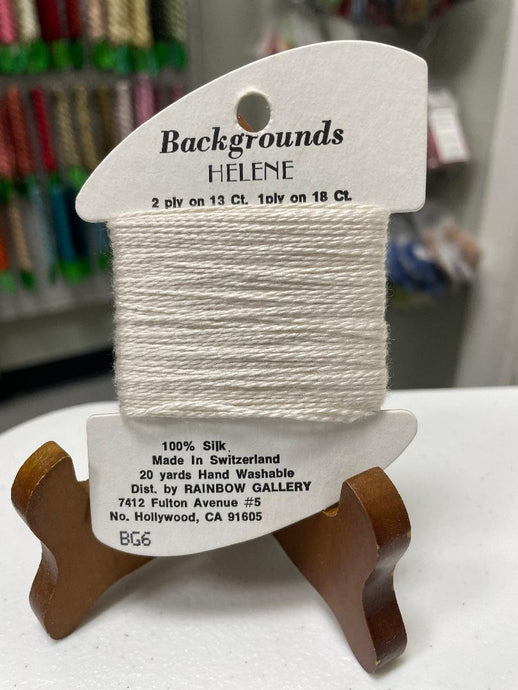 Backgrounds
HELENE
2 ply on 13 Ct. 1ply on 18 Ct.
100% Silk
Made In Switzerland
20 yards Hand Washable
Dist. by RAINBOW GALLERY
7412 Fulton Avenue #5
No. Hollywood, CA 91605
BG6